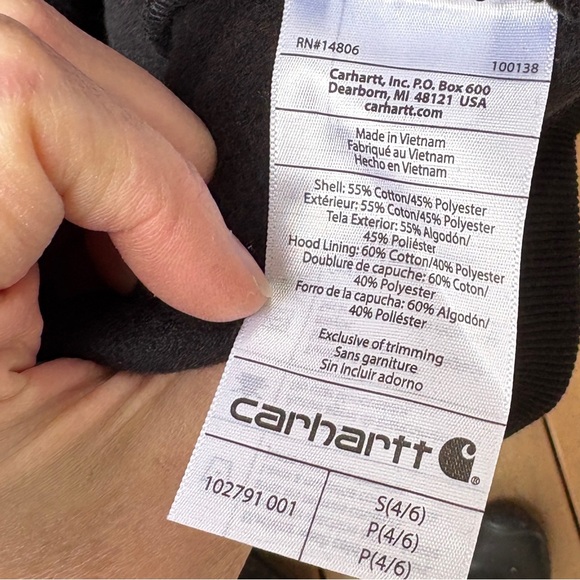 RN#14806
100138
Carhartt, Inc. P.O. Box 600
Dearborn, MI 48121 USA
carhartt.com
Made in Vietnam
Fabriqué au Vietnam
Hecho en Vietnam
Shell: 55% Cotton/45% Polyester
Extérieur: 55% Coton/45% Polyester
Tela Exterior: 55% Algodón/
45% Poliéster
Hood Lining: 60% Cotton/40% Polyester
Doublure de capuche: 60% Coton/
40% Polyester
Forro de la capucha: 60% Algodón/
40% Poliéster
Exclusive of trimming
Sans garniture
Sin incluir adorno
carhartt
102791 001
S(4/6)
P(4/6)
P(4/6)